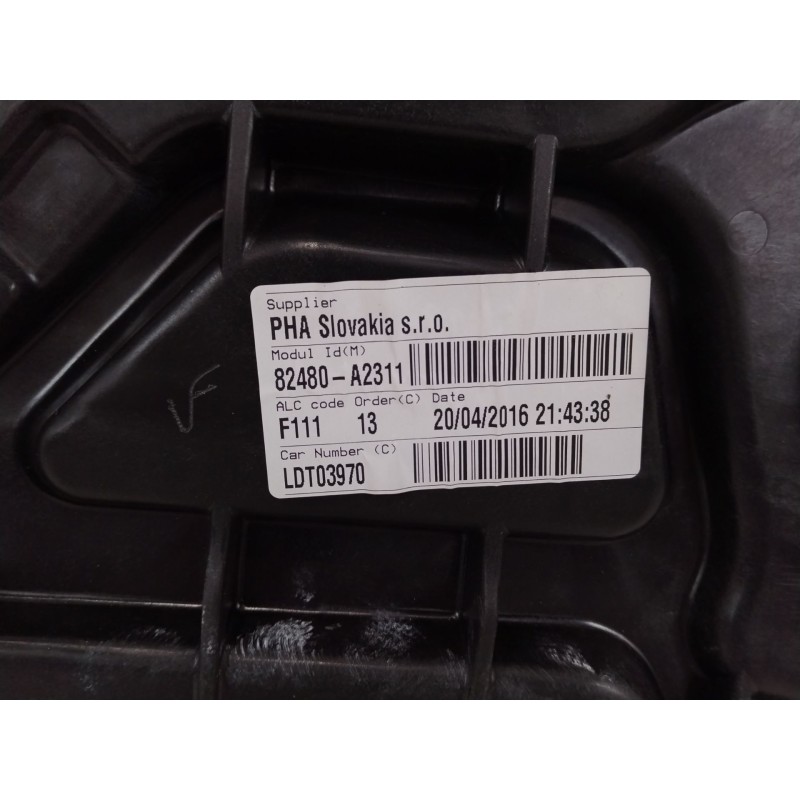 Supplier
PHA Slovakia s.r.o.
Modul Id(M)
82480-A2311
ALC code Order(C) Date
F111 13 20/04/2016 21:43:38
Car Number (C)
LDT03970